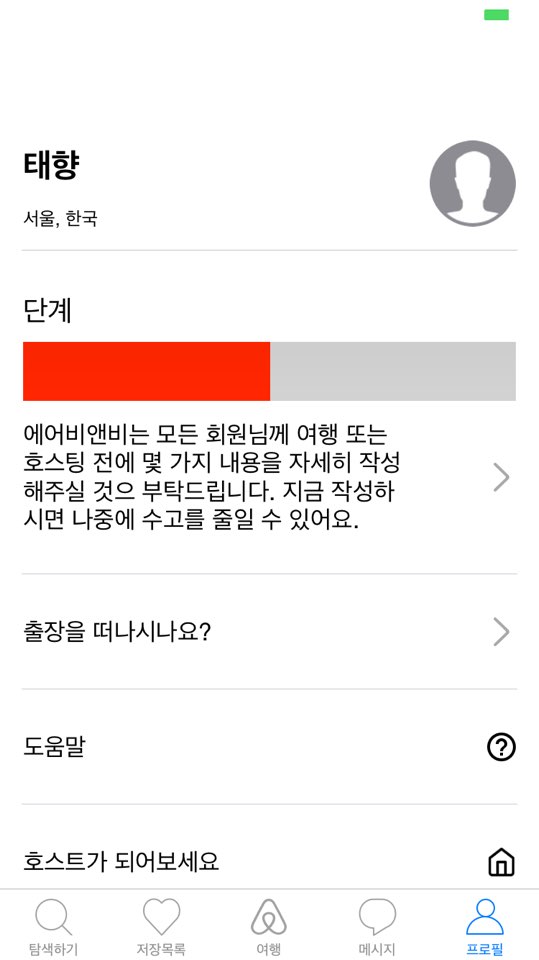 태향
서울, 한국
단계
에어비앤비는 모든 회원님께 여행 또는
호스팅 전에 몇 가지 내용을 자세히 작성
해주실 것으 부탁드립니다. 지금 작성하
시면 나중에 수고를 줄일 수 있어요.
출장을 떠나시나요?
도움말
호스트가 되어보세요
탐색하기 저장목록 여행 메시지 프로필